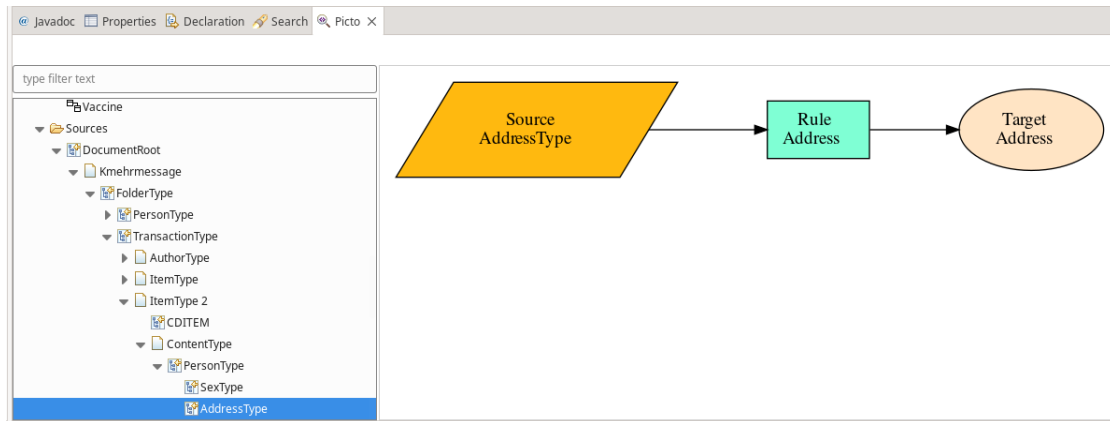 @ Javadoc Properties Declaration Search Picto
type filter text
Vaccine
Sources
DocumentRoot
Kmehrmessage
FolderType
PersonType
TransactionType
AuthorType
ItemType
ItemType 2
CDITEM
ContentType
PersonType
SexType
AddressType
Source
AddressType
Rule
Address
Target
Address